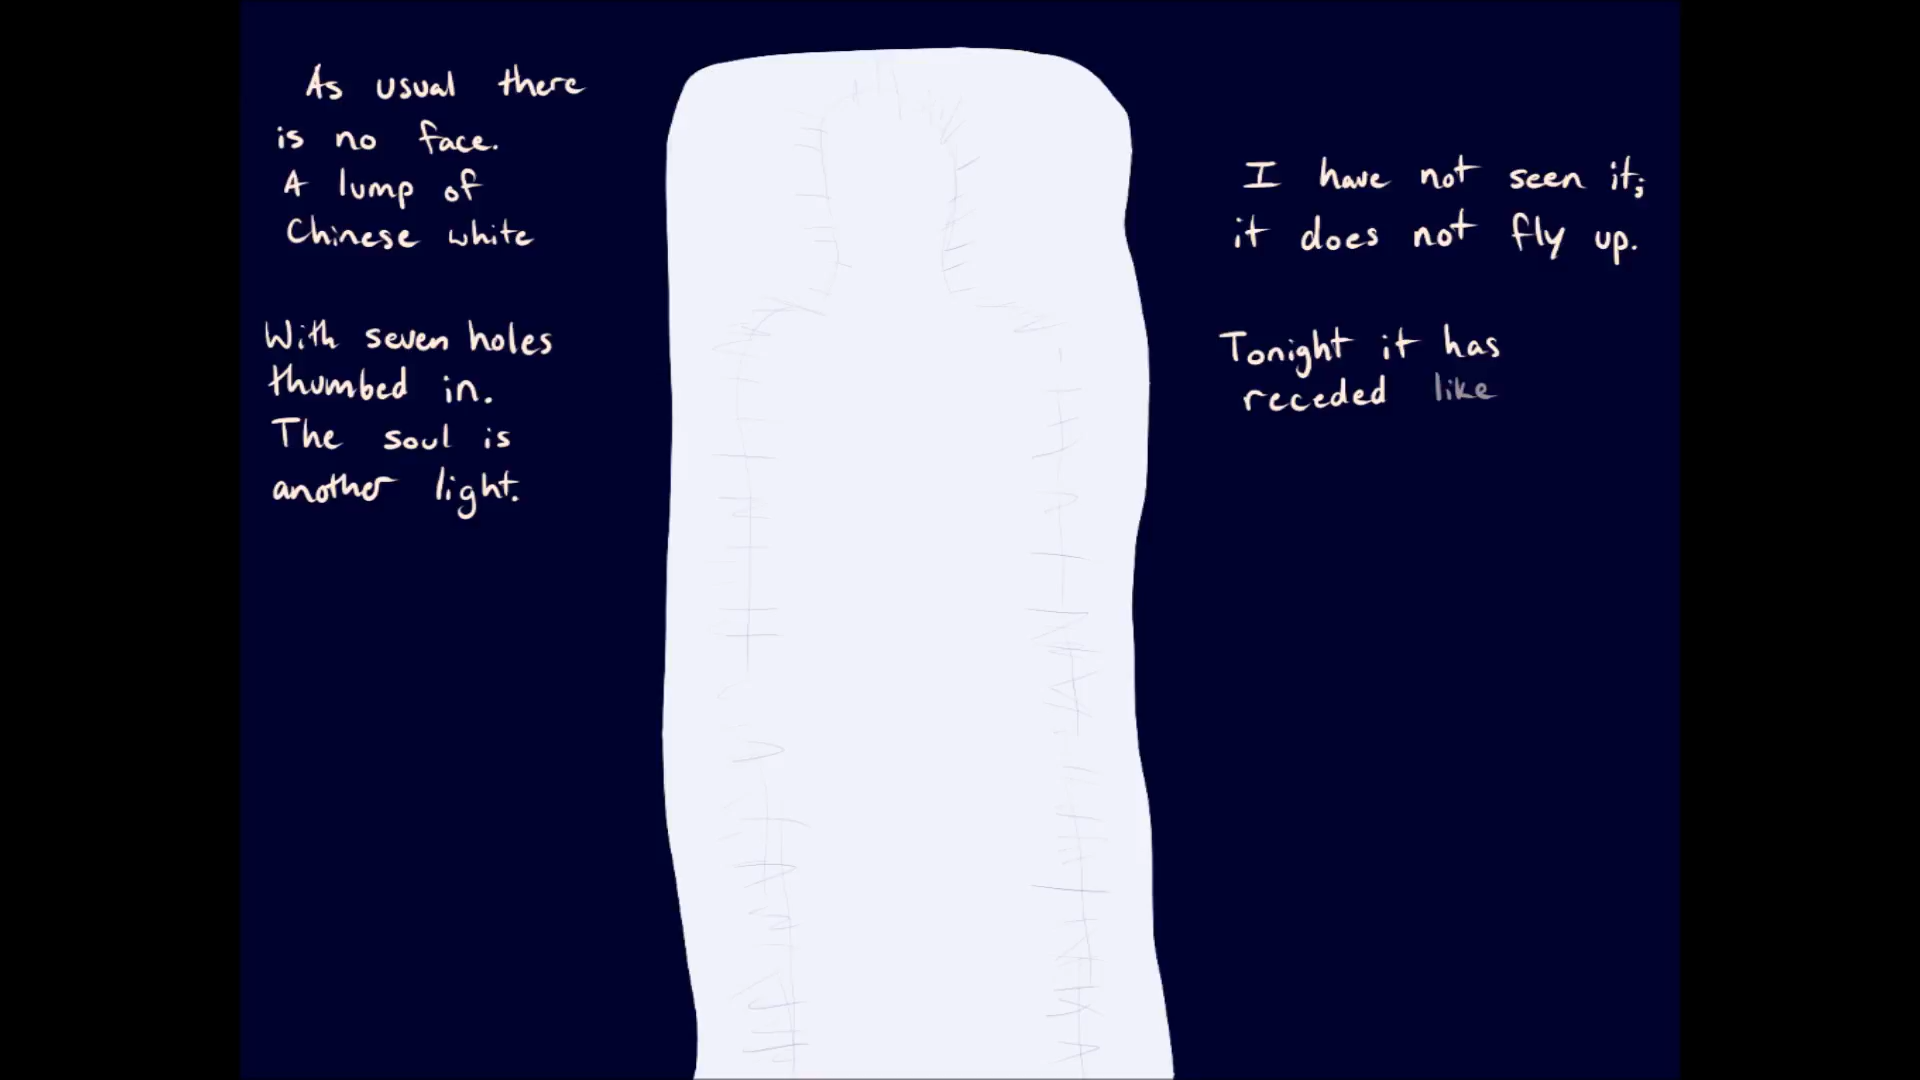 As usual there
is no face.
A lump of
Chinese white
With seven holes
thumbed in.
The soul is
another light.
I have not seen it;
it does not fly up.
Tonight it has
receded like